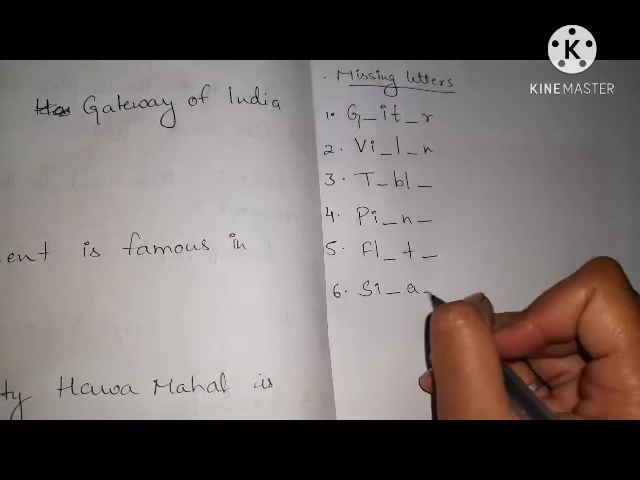 Gateway of India
ent is famous in
ty Hawa Mahal is
Missing letters
1. G_it_r
2. Vi_l_n
3. T_bl_
4. Pi_n_
5. Fl_t_
6. Si_a_
K
KINEMASTER